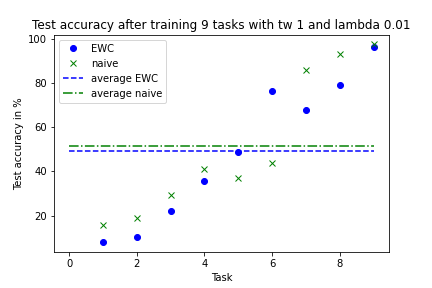 Test accuracy after training 9 tasks with tw 1 and lambda 0.01
100
80
60
40
20
Test accuracy in %
EWC
naive
average EWC
average naive
0 2 4 6 8
Task